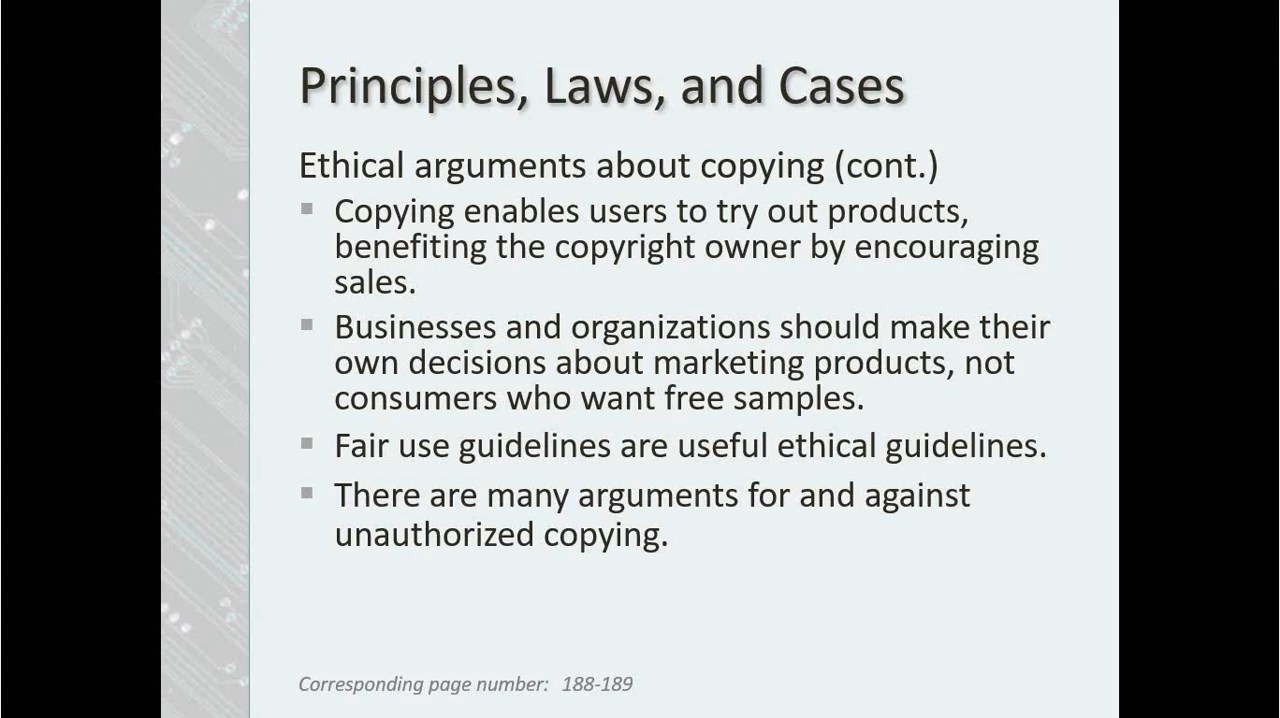 Principles, Laws, and Cases
Ethical arguments about copying (cont.)
Copying enables users to try out products,
benefiting the copyright owner by encouraging
sales.
Businesses and organizations should make their
own decisions about marketing products, not
consumers who want free samples.
Fair use guidelines are useful ethical guidelines.
There are many arguments for and against
unauthorized copying.
Corresponding page number: 188-189